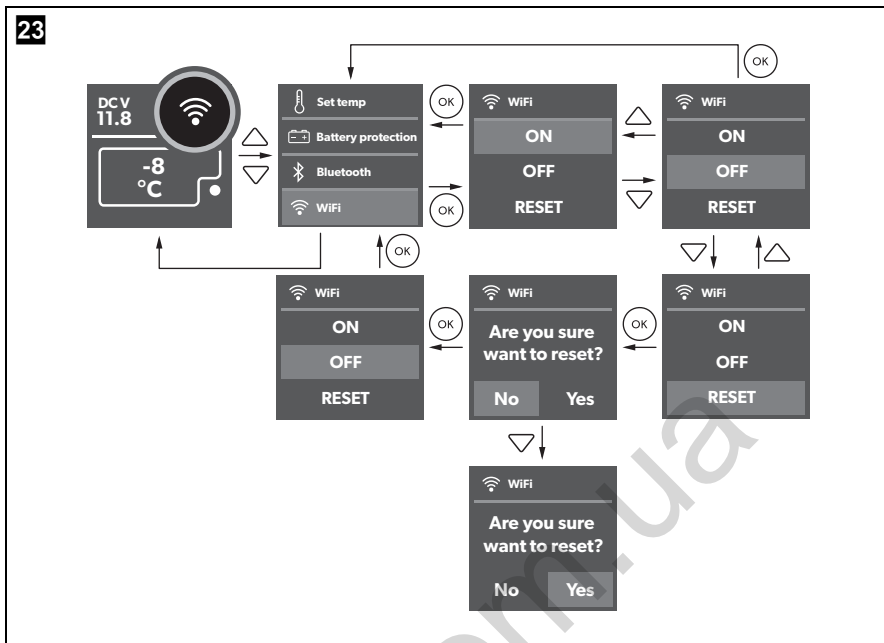 23
DC V
11.8
-8
°C
Set temp
Battery protection
Bluetooth
WiFi
OK
OK
WiFi
ON
OFF
RESET
OK
WiFi
ON
OFF
RESET
OK
WiFi
ON
OFF
RESET
OK
WiFi
Are you sure
want to reset?
No Yes
OK
WiFi
ON
OFF
RESET
WiFi
Are you sure
want to reset?
No Yes
om.ua